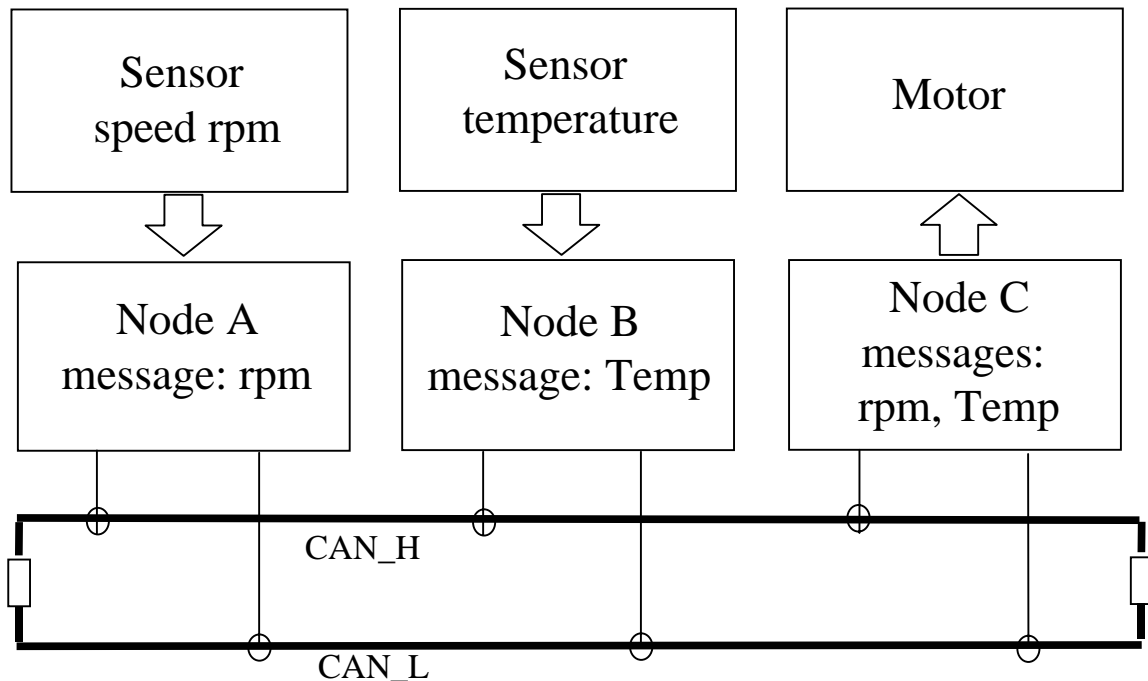 Sensor
speed rpm
Sensor
temperature
Motor
Node A
message: rpm
Node B
message: Temp
Node C
messages:
rpm, Temp
CAN_H
CAN_L